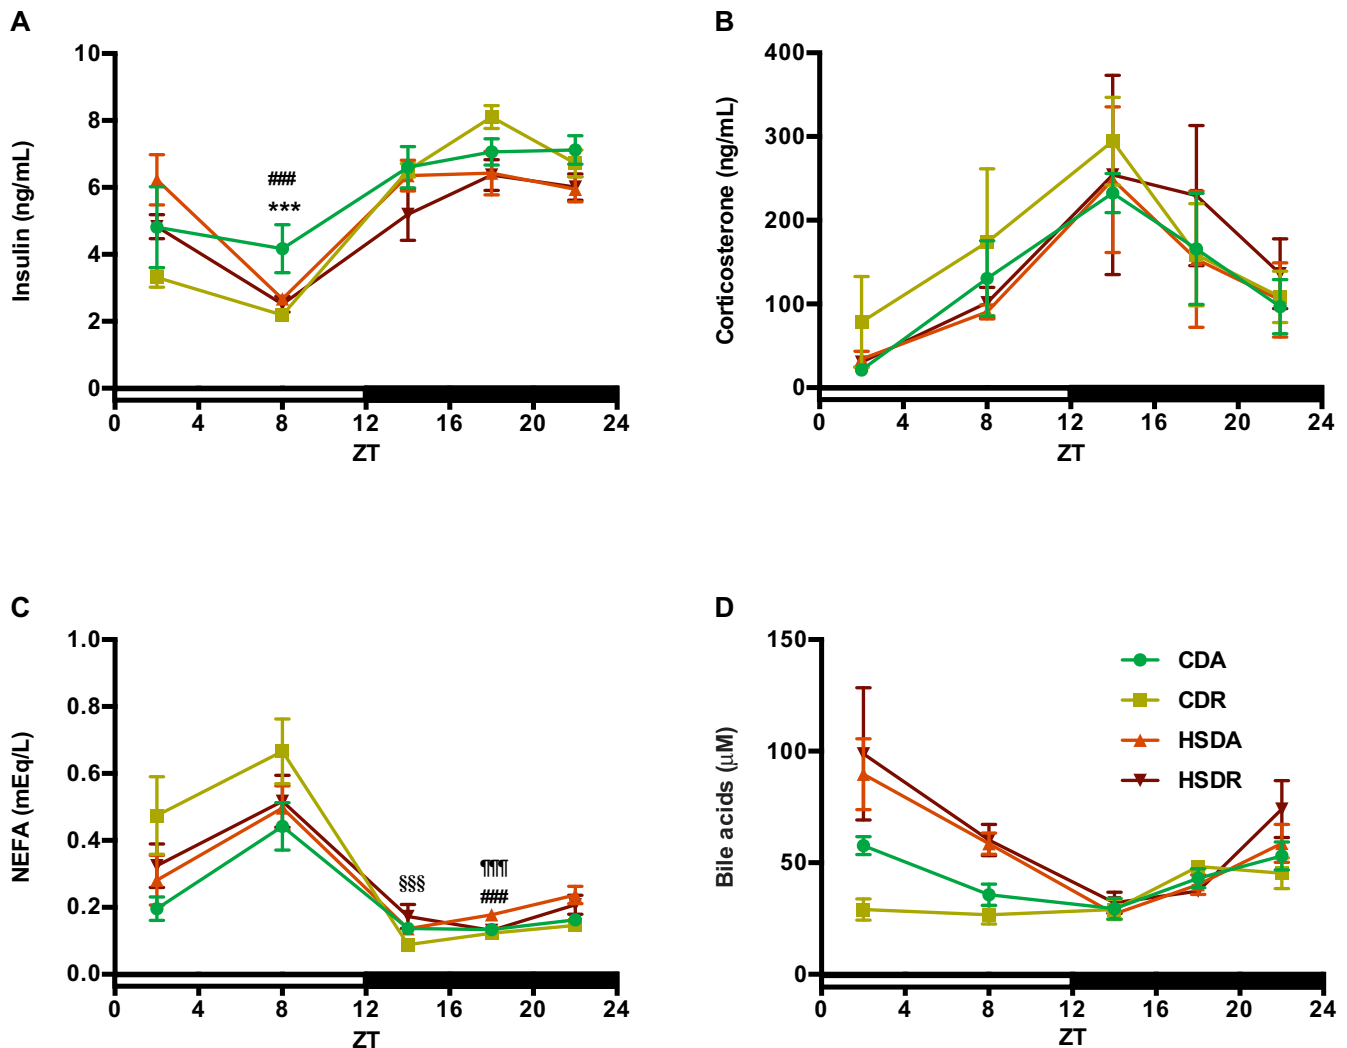 A
Insulin (ng/mL)
10
8
6
4
2
0
###
***
0 4 8 12 16 20 24
ZT
B
Corticosterone (ng/mL)
400
300
200
100
0
0 4 8 12 16 20 24
ZT
C
NEFA (mEq/L)
1.0
0.8
0.6
0.4
0.2
0.0
§§§
¶¶¶
###
0 4 8 12 16 20 24
ZT
D
Bile acids (µM)
150
100
50
0
CDA
CDR
HSDA
HSDR
0 4 8 12 16 20 24
ZT